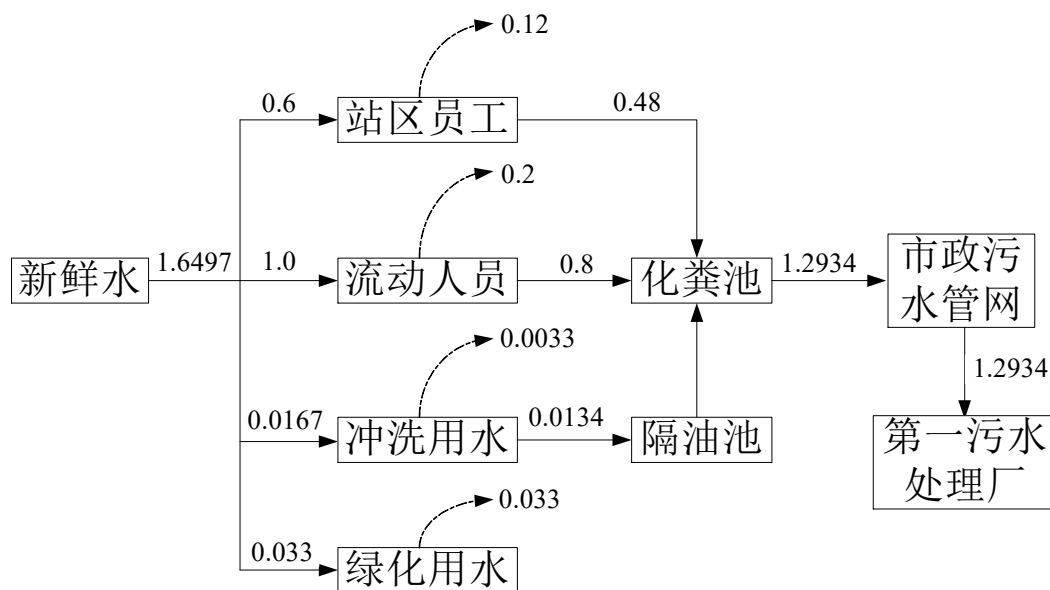 0.12
0.6
站区员工
0.48
0.2
新鲜水
1.6497
1.0
流动人员
0.8
化粪池
1.2934
市政污
水管网
0.0033
1.2934
0.0167
冲洗用水
0.0134
隔油池
第一污水
处理厂
0.033
0.033
绿化用水